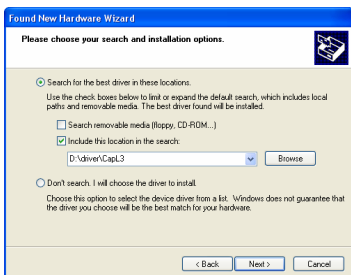 Found New Hardware Wizard
Please choose your search and installation options.
Search for the best driver in these locations.
Use the check boxes below to limit or expand the default search, which includes local
paths and removable media. The best driver found will be installed.
Search removable media (floppy, CD-ROM...)
Include this location in the search:
D:\driver\CapL3
Browse
Don't search. I will choose the driver to install.
Choose this option to select the device driver from a list. Windows does not guarantee that
the driver you choose will be the best match for your hardware.
< Back
Next >
Cancel